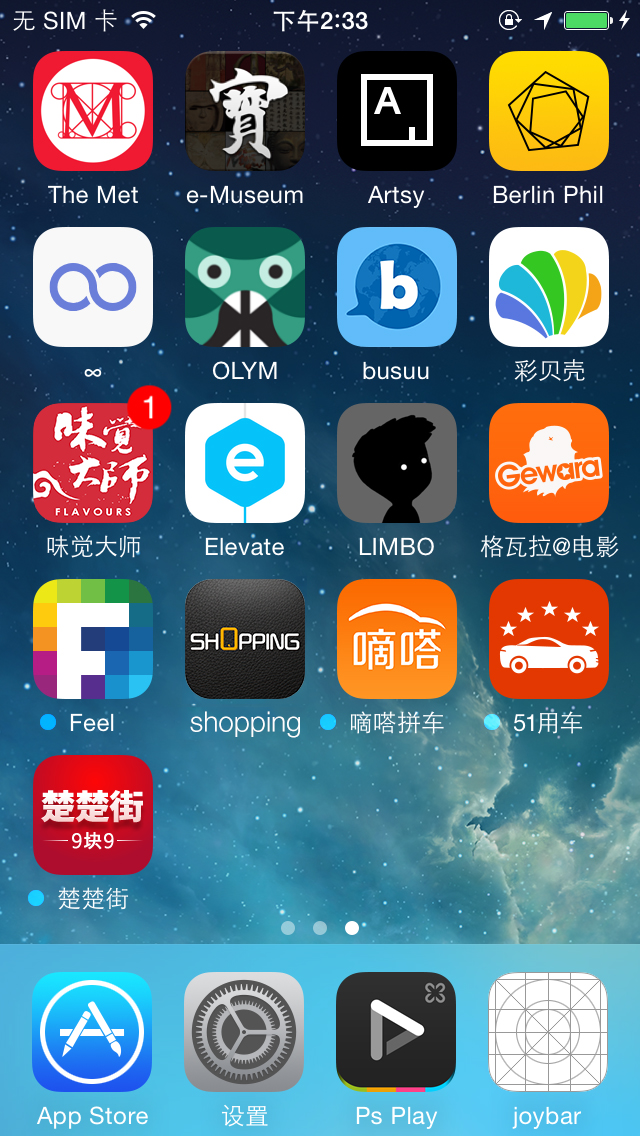 无 SIM 卡 下午2:33
M 寶 A
The Met e-Museum Artsy Berlin Phil
b
∞ OLYM busuu 彩贝壳
1
味觉大师 FLAVOURS e Gewara
味觉大师 Elevate LIMBO 格瓦拉@电影
F SHOPPING 嘀嗒
Feel shopping 嘀嗒拼车 51用车
楚楚街
9块9
楚楚街
App Store 设置 Ps Play joybar